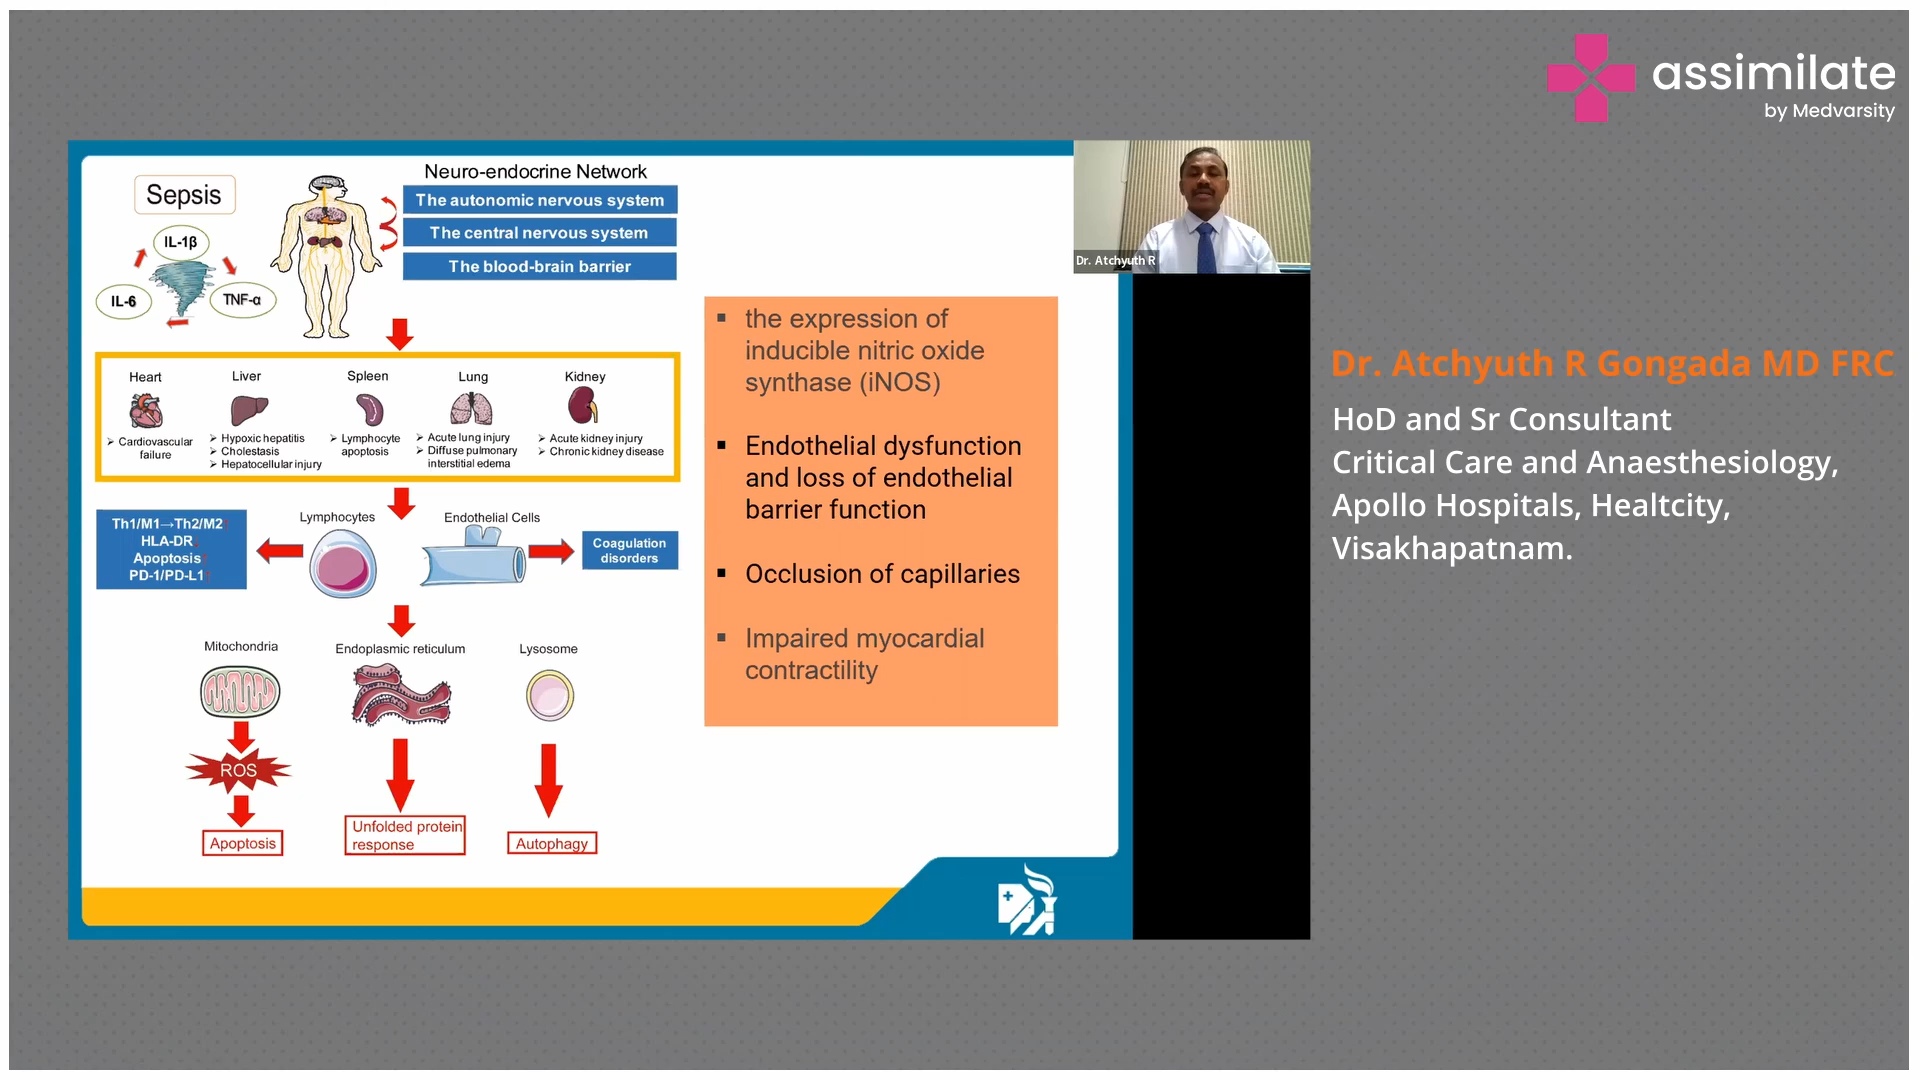 assimilate
by Medvarsity
Sepsis
IL-1β
IL-6
TNF-α
Neuro-endocrine Network
The autonomic nervous system
The central nervous system
The blood-brain barrier
Heart
Cardiovascular
failure
Liver
Hypoxic hepatitis
Cholestasis
Hepatocellular injury
Spleen
Lymphocyte
apoptosis
Lung
Acute lung injury
Diffuse pulmonary
interstitial edema
Kidney
Acute kidney injury
Chronic kidney disease
Th1/M1→Th2/M2↑
HLA-DR↓
Apoptosis↑
PD-1/PD-L1↑
Lymphocytes
Endothelial Cells
Coagulation
disorders
Mitochondria
Endoplasmic reticulum
Lysosome
ROS
Apoptosis
Unfolded protein
response
Autophagy
▪ the expression of
inducible nitric oxide
synthase (iNOS)
▪ Endothelial dysfunction
and loss of endothelial
barrier function
▪ Occlusion of capillaries
▪ Impaired myocardial
contractility
Dr. Atchyuth R
Dr. Atchyuth R Gongada MD FRC
HoD and Sr Consultant
Critical Care and Anaesthesiology,
Apollo Hospitals, Healtcity,
Visakhapatnam.